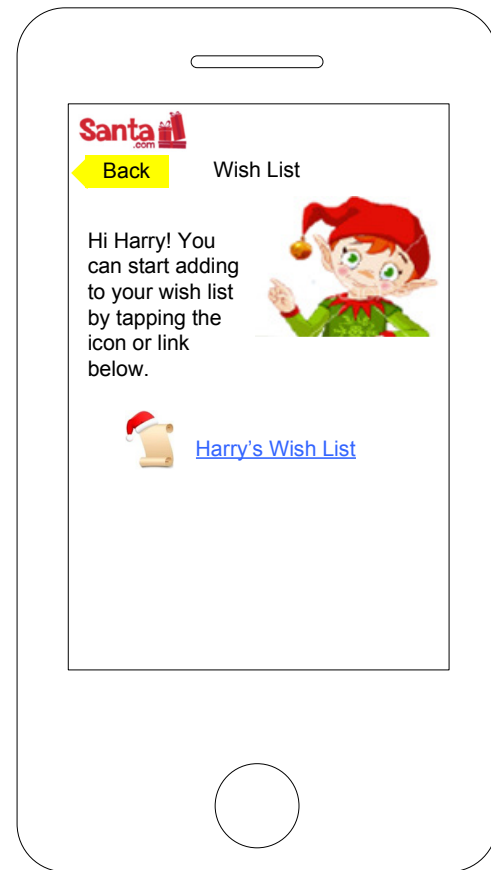 Santa
.com
Back
Wish List
Hi Harry! You
can start adding
to your wish list
by tapping the
icon or link
below.
Harry’s Wish List